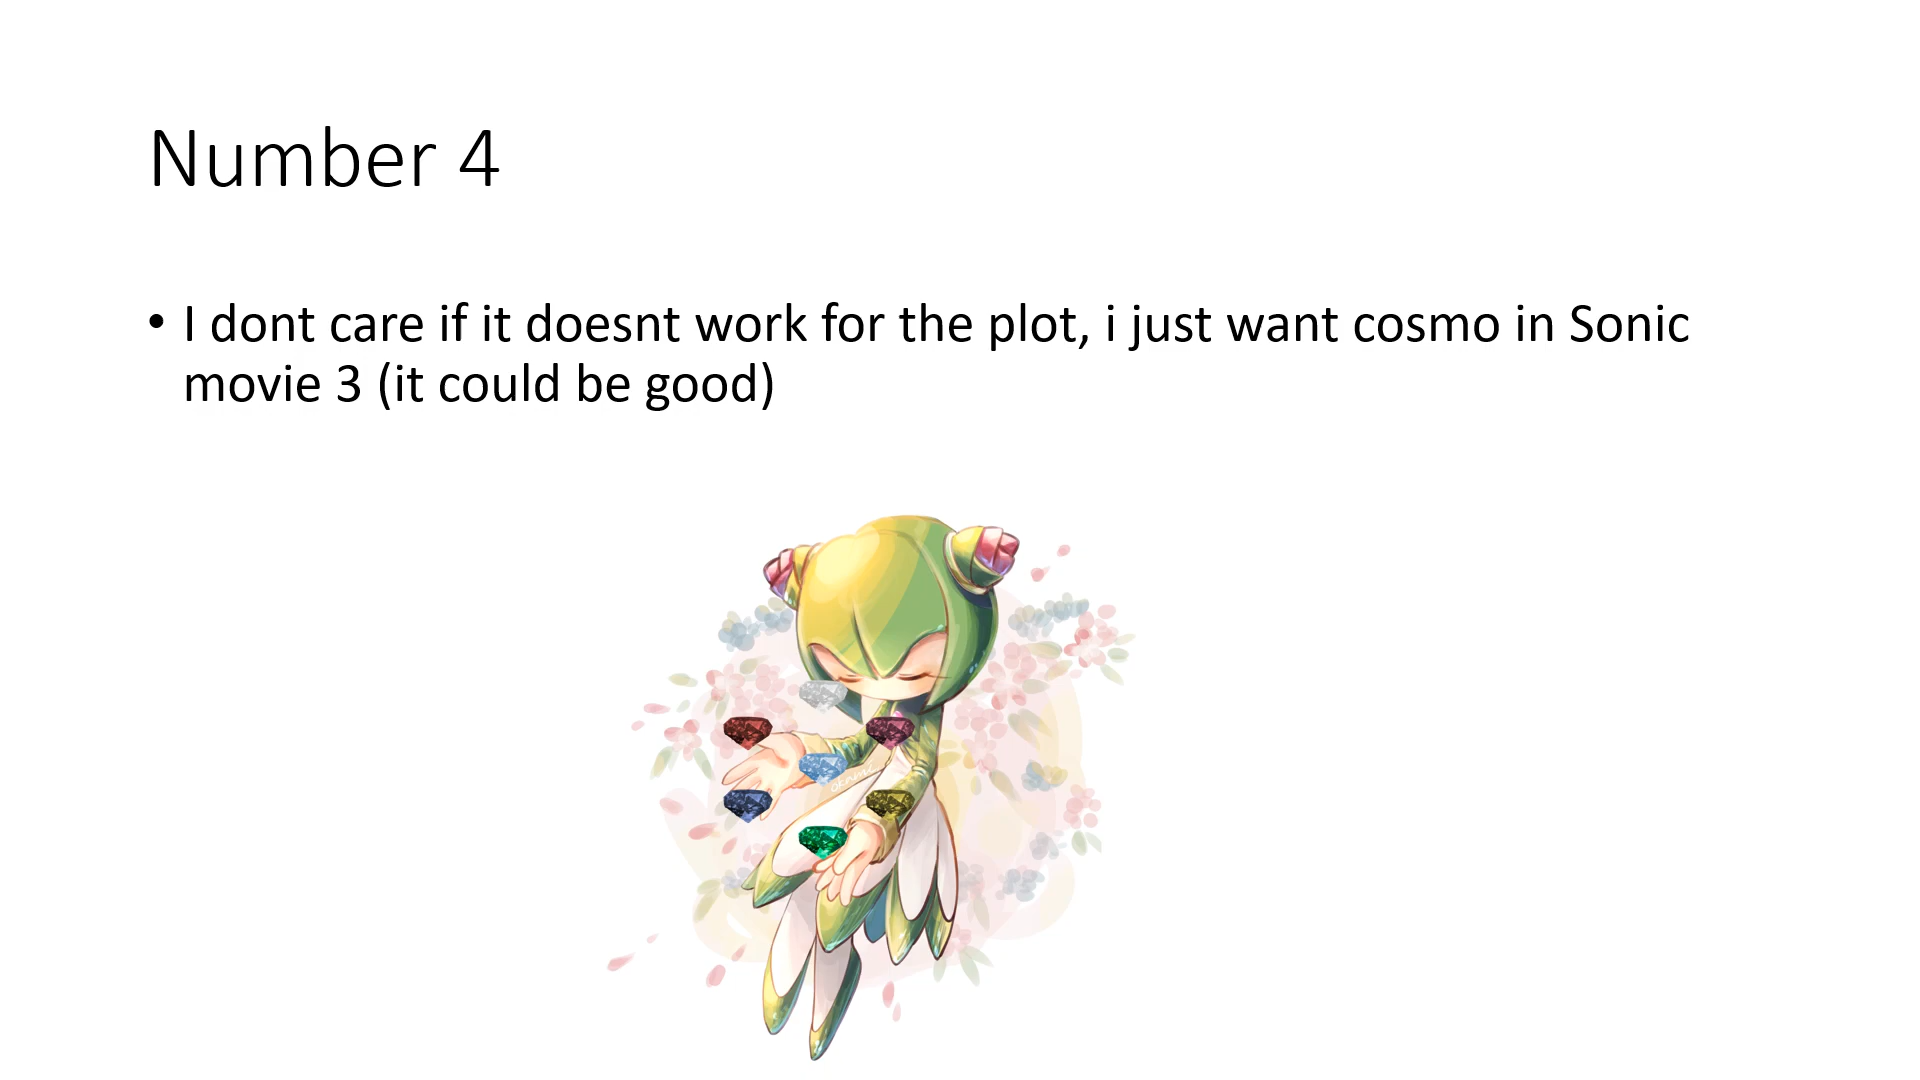 Number 4
• I dont care if it doesnt work for the plot, i just want cosmo in Sonic
movie 3 (it could be good)